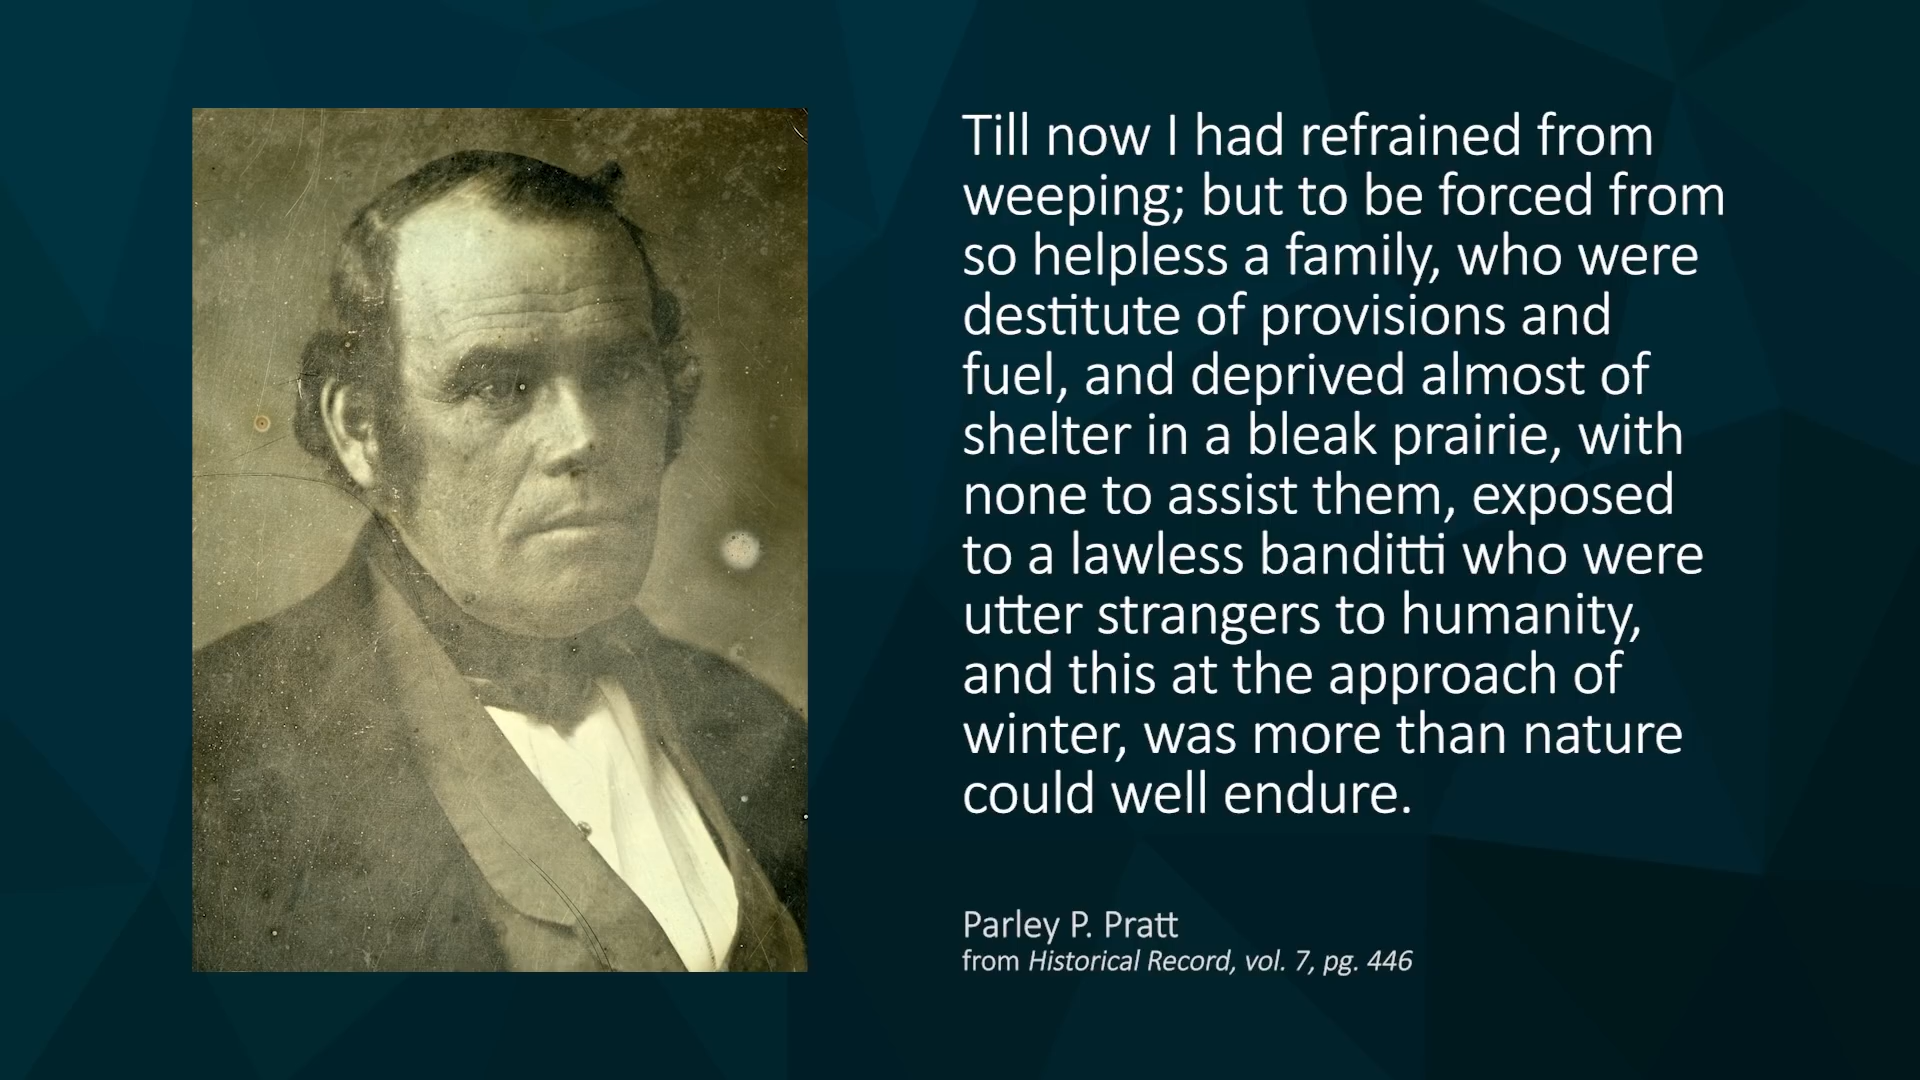 Till now I had refrained from
weeping; but to be forced from
so helpless a family, who were
destitute of provisions and
fuel, and deprived almost of
shelter in a bleak prairie, with
none to assist them, exposed
to a lawless banditti who were
utter strangers to humanity,
and this at the approach of
winter, was more than nature
could well endure.
Parley P. Pratt
from Historical Record, vol. 7, pg. 446